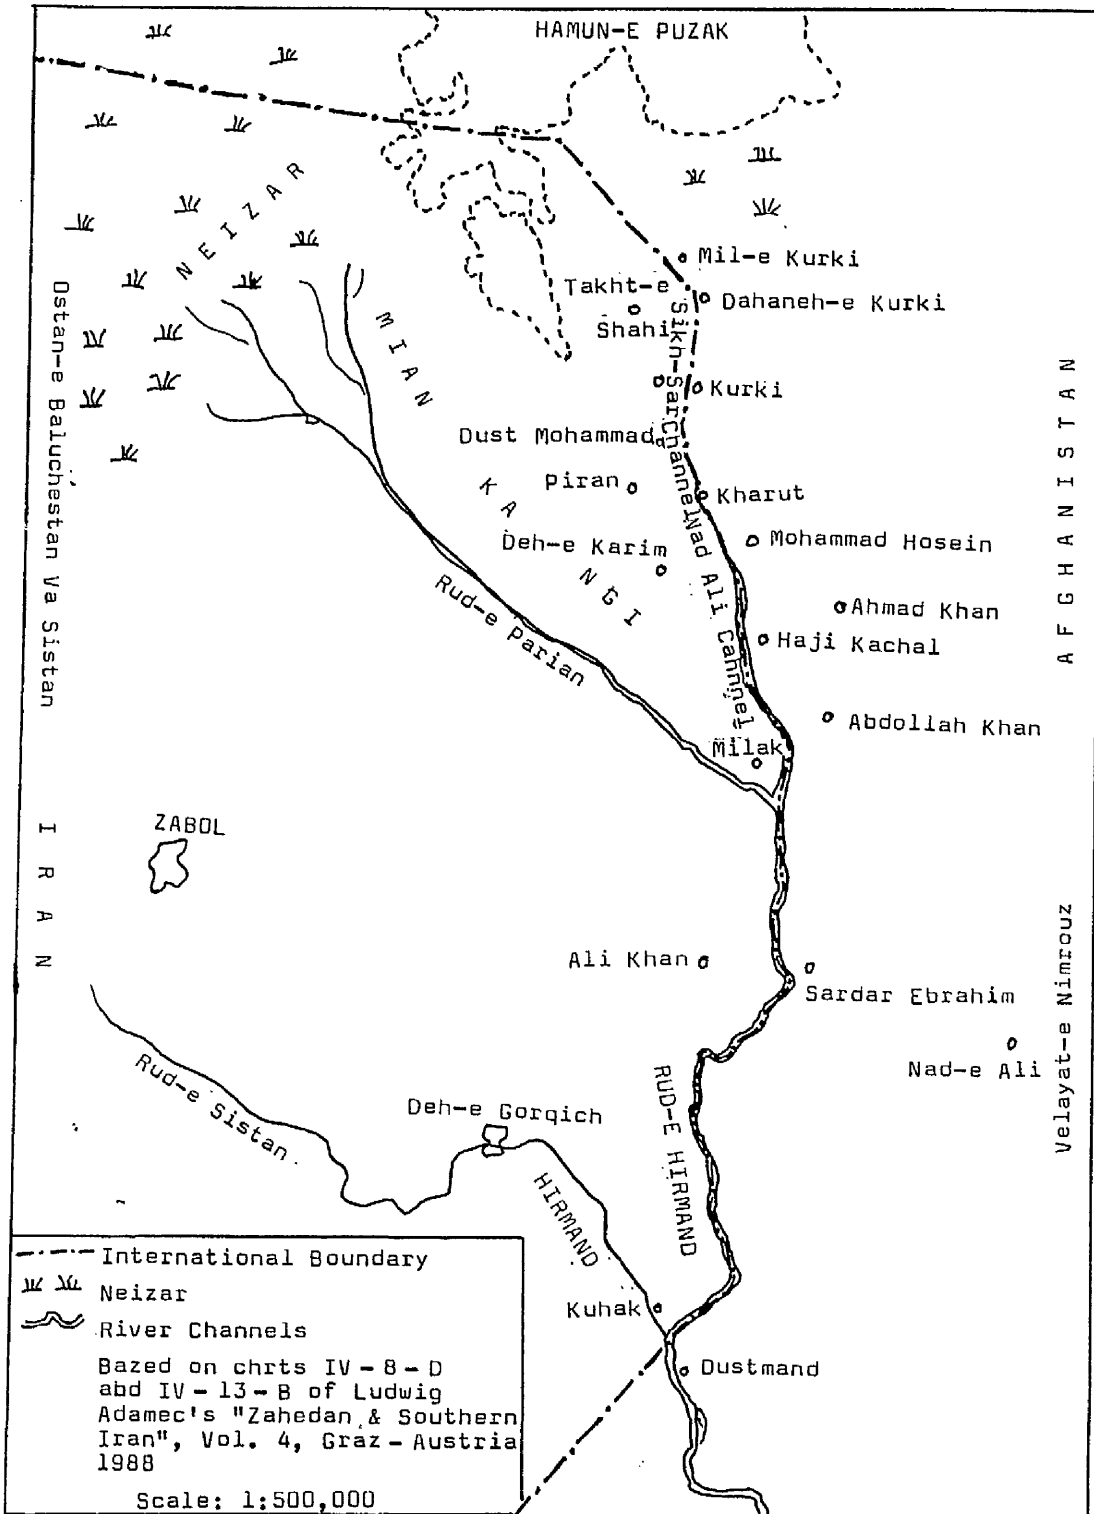 HAMUN-E PUZAK
NEIZAR
MIAN
KA
NGI
Mil-e Kurki
Takht-e
Shahi
Dahaneh-e Kurki
Sikh-Sar Channel
Kurki
Dust Mohammad
Piran
Kharut
Deh-e Karim
Mohammad Hosein
Nad Ali Cahnnel
Rud-e Parian
Ahmad Khan
Haji Kachal
Abdollah Khan
Milak
Ostan-e Baluchestan Va Sistan
IRAN
AFGHANISTAN
Velayat-e Nimrouz
ZABOL
Ali Khan
Sardar Ebrahim
Nad-e Ali
Rud-e Sistan
Deh-e Gorqich
HIRMAND
RUD-E HIRMAND
Kuhak
Dustmand
International Boundary
Neizar
River Channels
Bazed on chrts IV-8-D
abd IV-13-B of Ludwig
Adamec's "Zahedan & Southern
Iran", Vol. 4, Graz-Austria
1988
Scale: 1:500,000